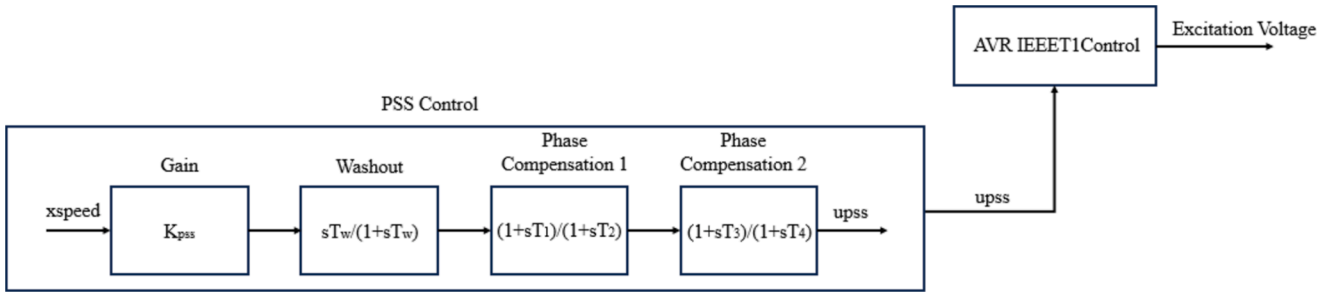 Excitation Voltage
AVR IEEET1Control
PSS Control
Gain
Washout
Phase
Compensation 1
Phase
Compensation 2
xspeed
Kpss
sTw/(1+sTw)
(1+sT1)/(1+sT2)
(1+sT3)/(1+sT4)
upss
upss